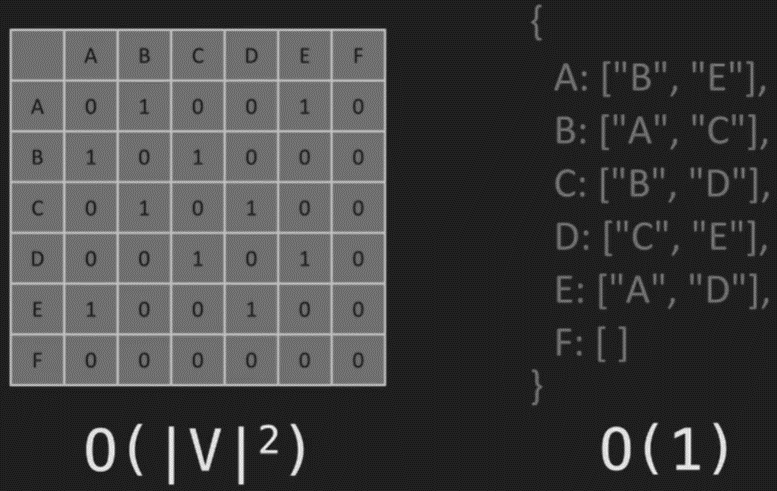 A B C D E F
A 0 1 0 0 1 0
B 1 0 1 0 0 0
C 0 1 0 1 0 0
D 0 0 1 0 1 0
E 1 0 0 1 0 0
F 0 0 0 0 0 0
O(|V|²)
{
A: ["B", "E"],
B: ["A", "C"],
C: ["B", "D"],
D: ["C", "E"],
E: ["A", "D"],
F: [ ]
}
O(1)